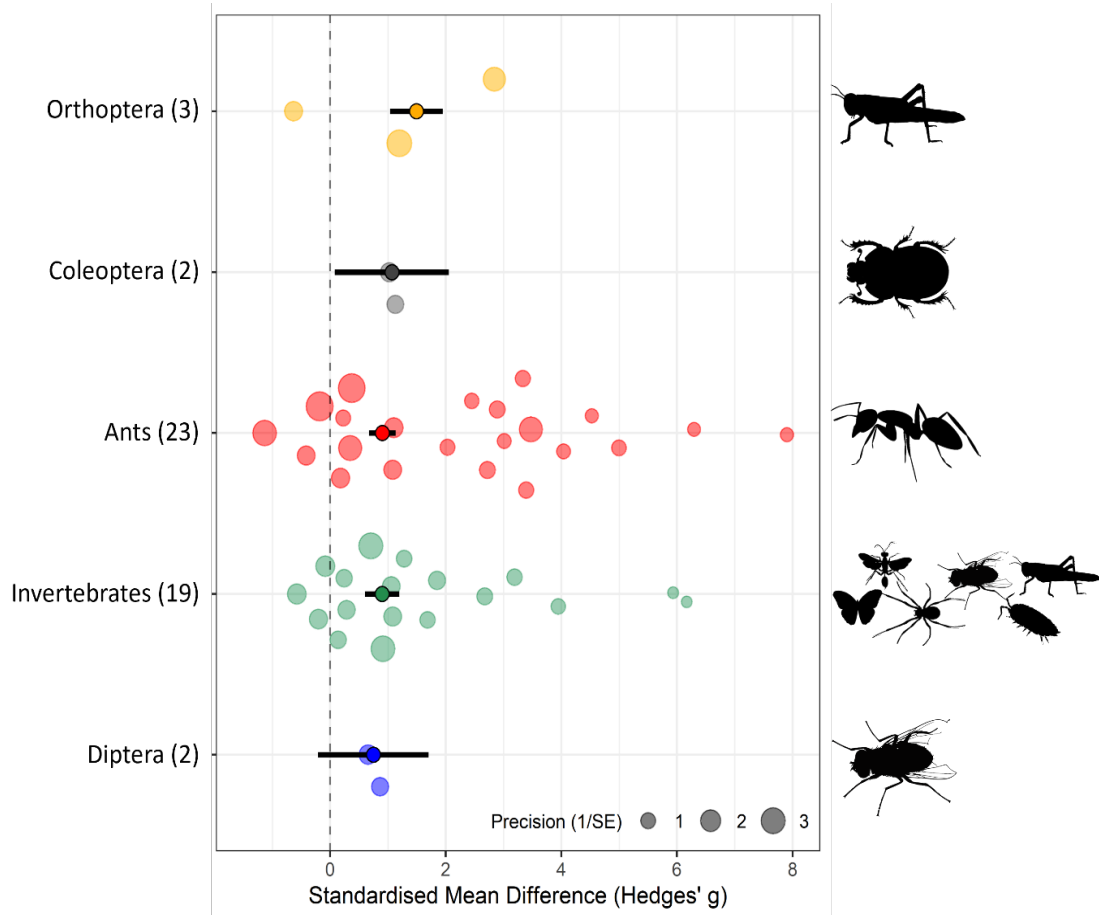 Orthoptera (3)
Coleoptera (2)
Ants (23)
Invertebrates (19)
Diptera (2)
Precision (1/SE) 1 2 3
0 2 4 6 8
Standardised Mean Difference (Hedges' g)